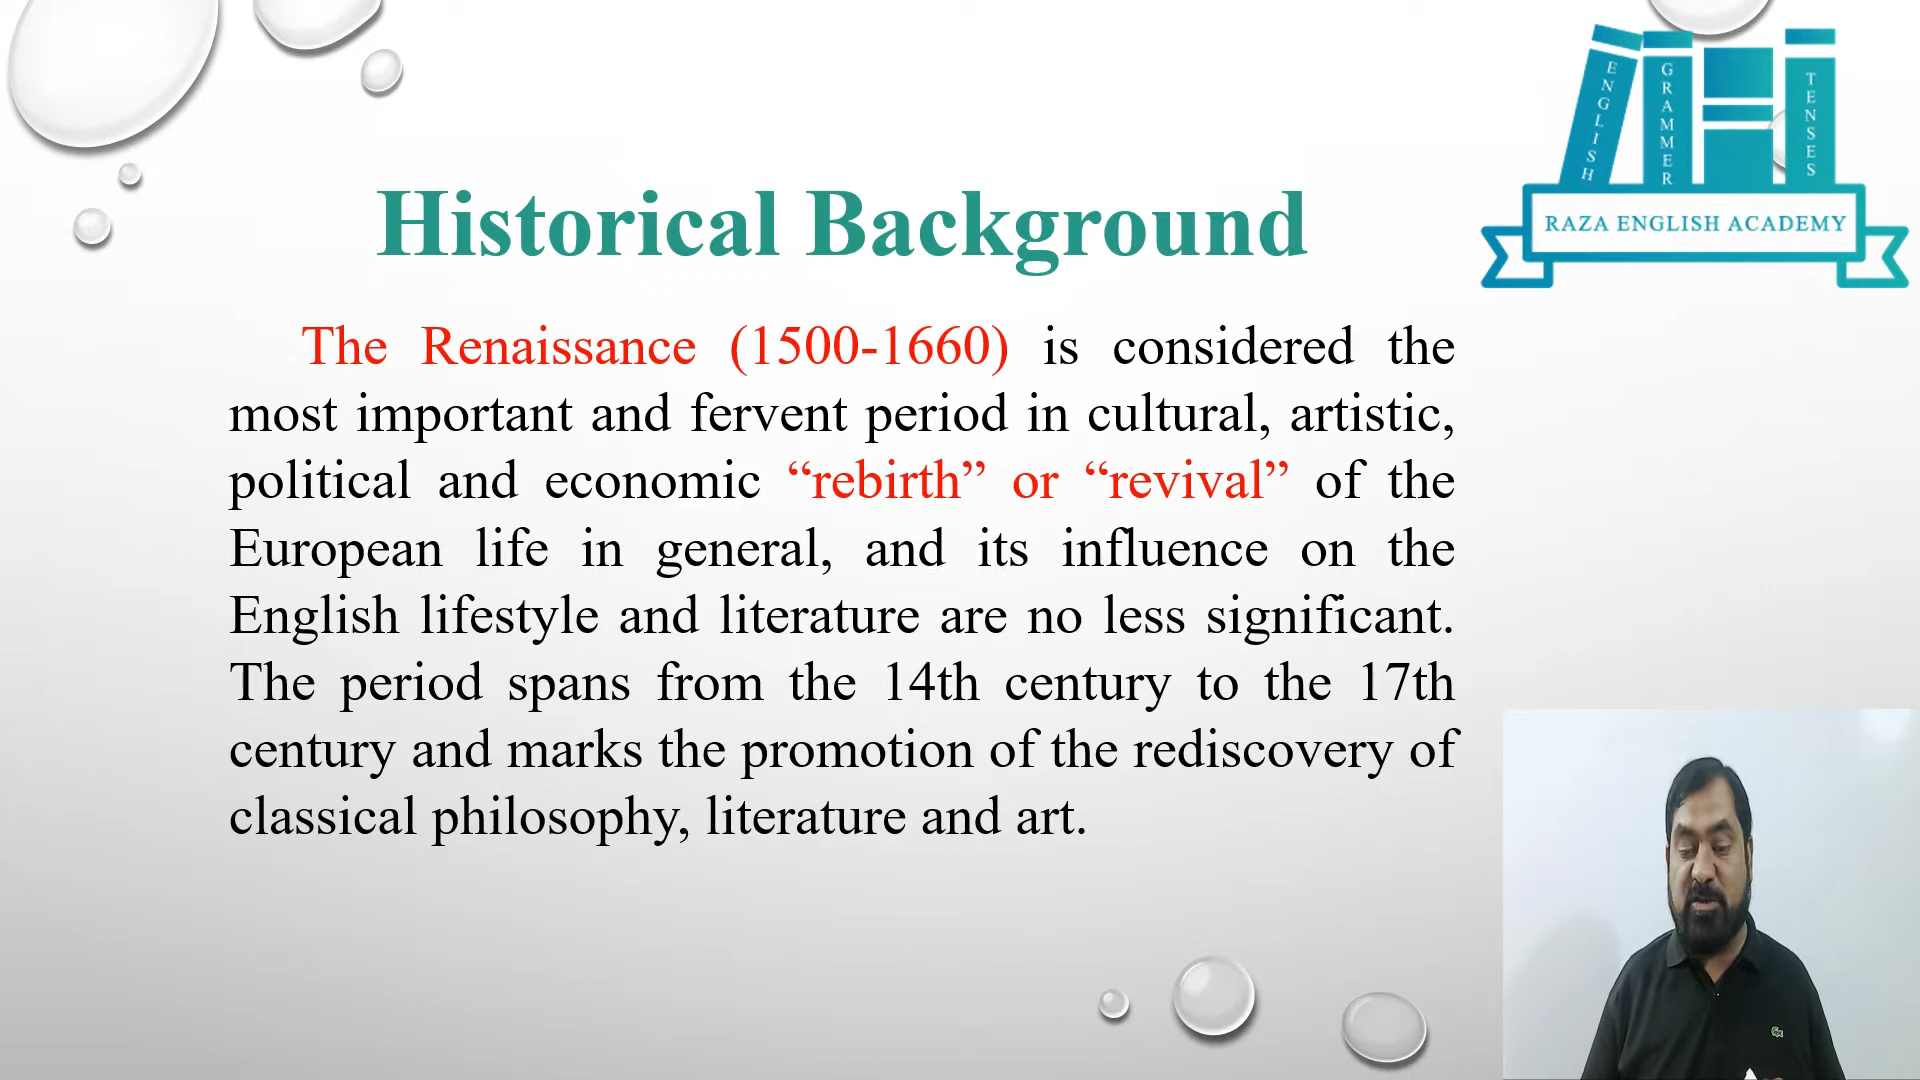 ENGLISH
GRAMMER
TENSES
RAZA ENGLISH ACADEMY
Historical Background
The Renaissance (1500-1660) is considered the
most important and fervent period in cultural, artistic,
political and economic “rebirth” or “revival” of the
European life in general, and its influence on the
English lifestyle and literature are no less significant.
The period spans from the 14th century to the 17th
century and marks the promotion of the rediscovery of
classical philosophy, literature and art.